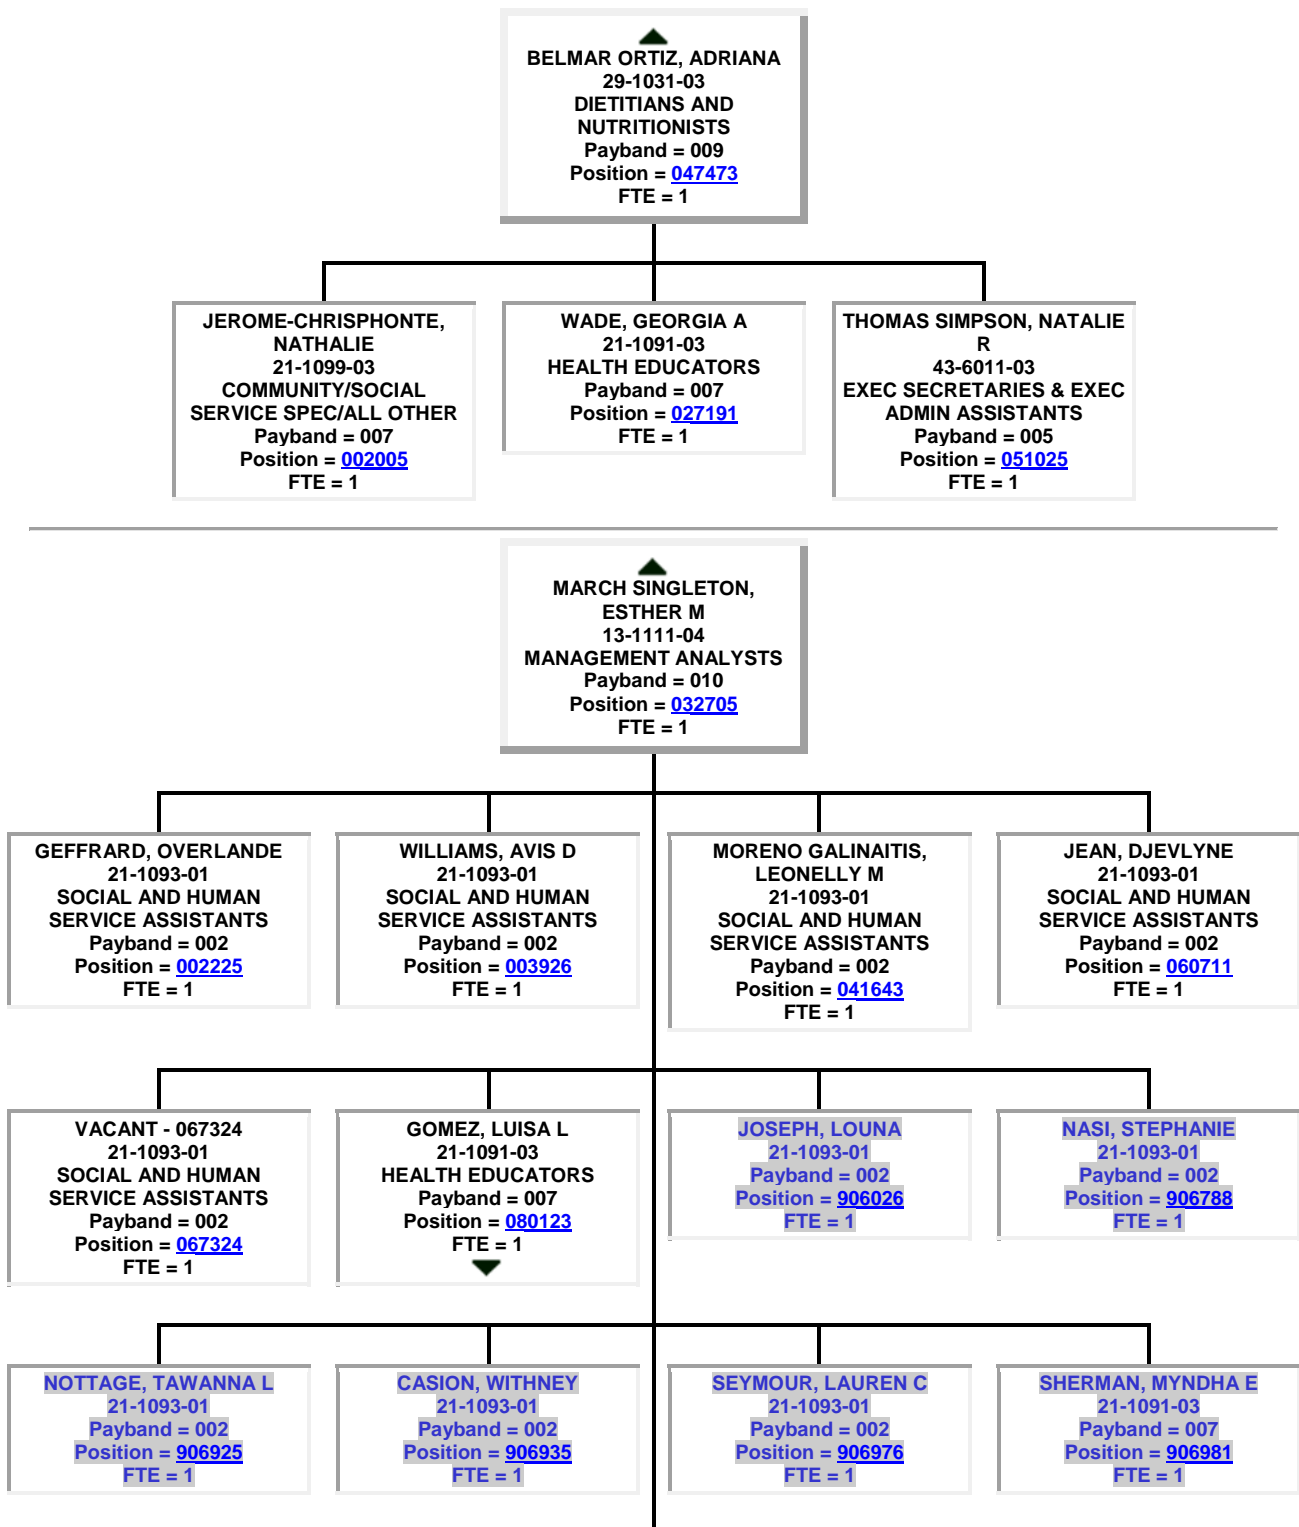 BELMAR ORTIZ, ADRIANA
29-1031-03
DIETITIANS AND
NUTRITIONISTS
Payband = 009
Position = 047473
FTE = 1
JEROME-CHRISPHONTE,
NATHALIE
21-1099-03
COMMUNITY/SOCIAL
SERVICE SPEC/ALL OTHER
Payband = 007
Position = 002005
FTE = 1
WADE, GEORGIA A
21-1091-03
HEALTH EDUCATORS
Payband = 007
Position = 027191
FTE = 1
THOMAS SIMPSON, NATALIE
R
43-6011-03
EXEC SECRETARIES & EXEC
ADMIN ASSISTANTS
Payband = 005
Position = 051025
FTE = 1
MARCH SINGLETON,
ESTHER M
13-1111-04
MANAGEMENT ANALYSTS
Payband = 010
Position = 032705
FTE = 1
GEFFRARD, OVERLANDE
21-1093-01
SOCIAL AND HUMAN
SERVICE ASSISTANTS
Payband = 002
Position = 002225
FTE = 1
WILLIAMS, AVIS D
21-1093-01
SOCIAL AND HUMAN
SERVICE ASSISTANTS
Payband = 002
Position = 003926
FTE = 1
MORENO GALINAITIS,
LEONELLY M
21-1093-01
SOCIAL AND HUMAN
SERVICE ASSISTANTS
Payband = 002
Position = 041643
FTE = 1
JEAN, DJEVLYNE
21-1093-01
SOCIAL AND HUMAN
SERVICE ASSISTANTS
Payband = 002
Position = 060711
FTE = 1
VACANT - 067324
21-1093-01
SOCIAL AND HUMAN
SERVICE ASSISTANTS
Payband = 002
Position = 067324
FTE = 1
GOMEZ, LUISA L
21-1091-03
HEALTH EDUCATORS
Payband = 007
Position = 080123
FTE = 1
JOSEPH, LOUNA
21-1093-01
Payband = 002
Position = 906026
FTE = 1
NASI, STEPHANIE
21-1093-01
Payband = 002
Position = 906788
FTE = 1
NOTTAGE, TAWANNA L
21-1093-01
Payband = 002
Position = 906925
FTE = 1
CASION, WITHNEY
21-1093-01
Payband = 002
Position = 906935
FTE = 1
SEYMOUR, LAUREN C
21-1093-01
Payband = 002
Position = 906976
FTE = 1
SHERMAN, MYNDHA E
21-1091-03
Payband = 007
Position = 906981
FTE = 1